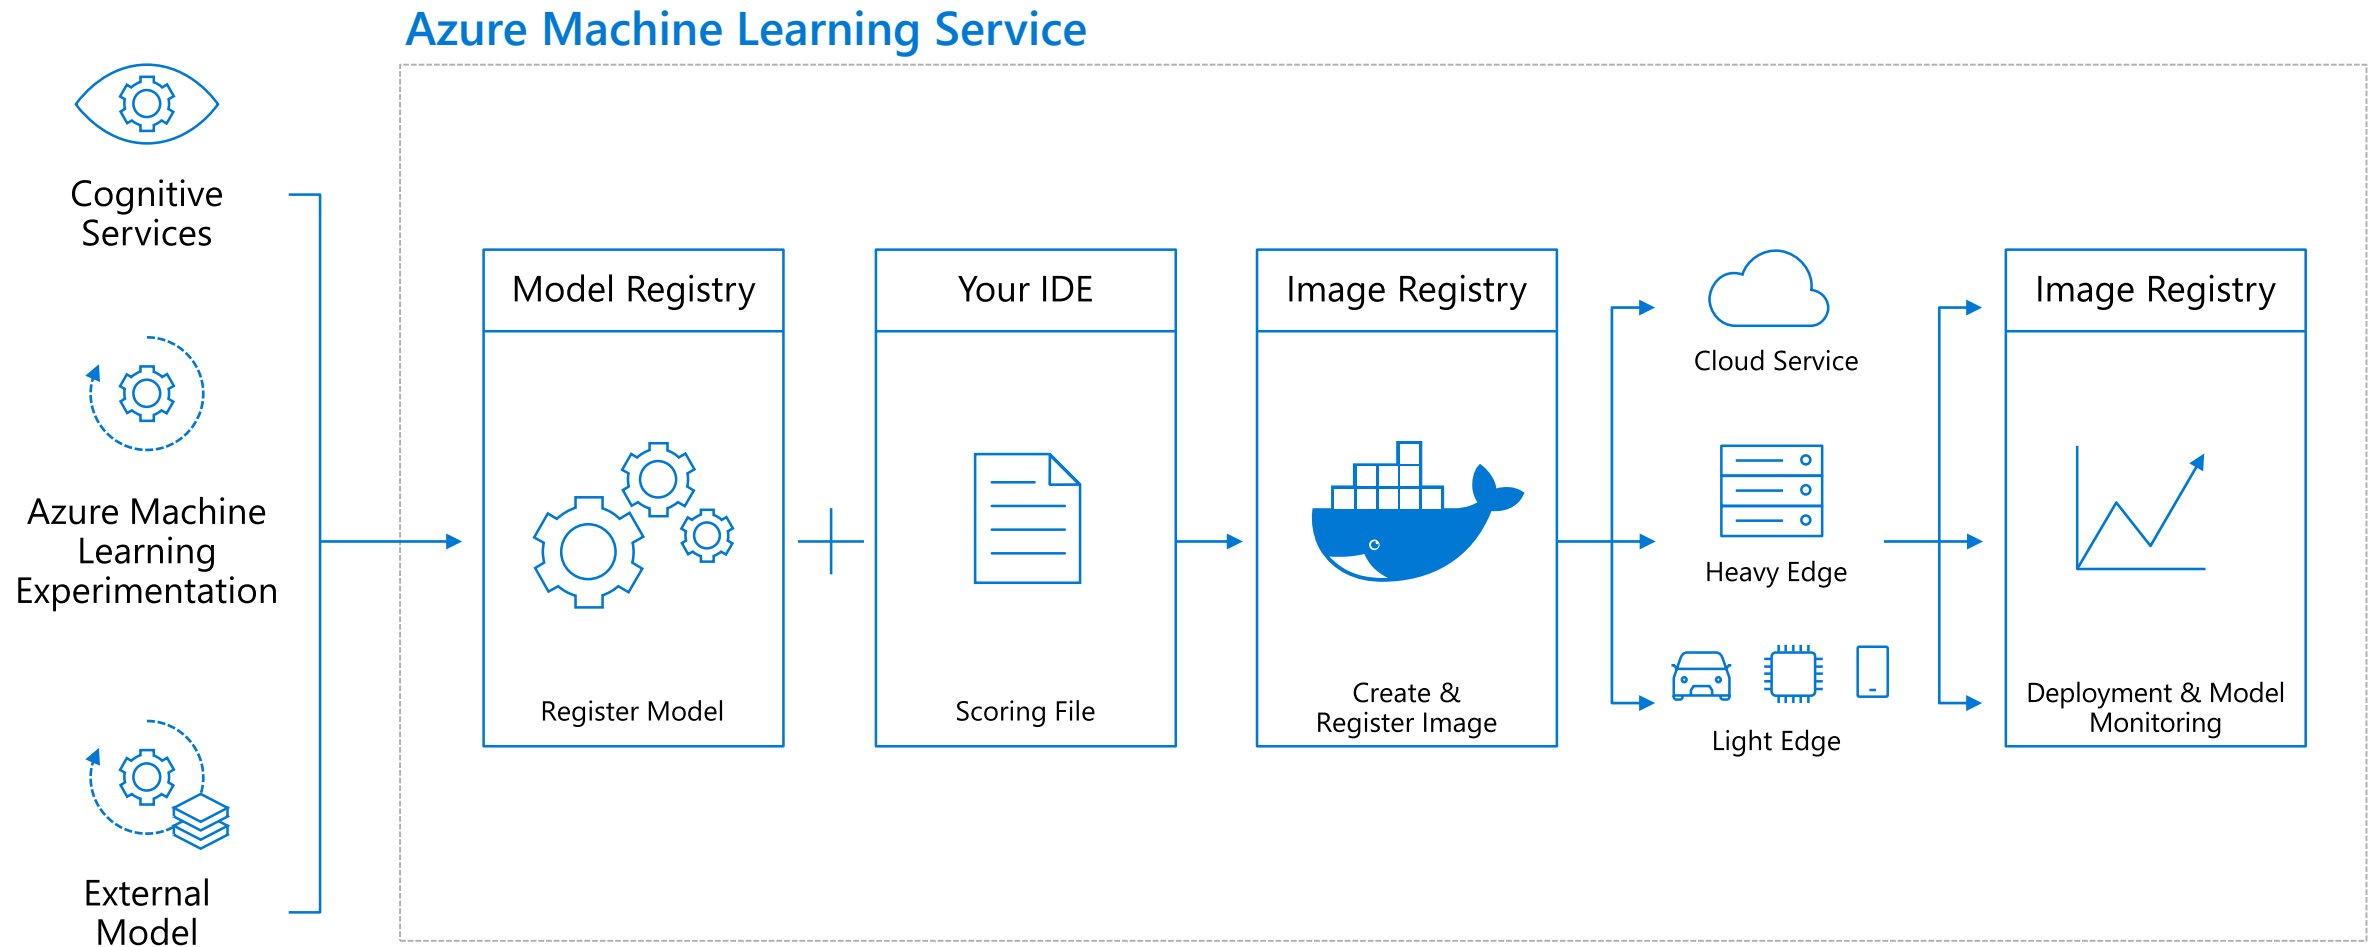 Azure Machine Learning Service
Cognitive
Services
Azure Machine
Learning
Experimentation
External
Model
Model Registry
Register Model
Your IDE
Scoring File
Image Registry
Create &
Register Image
Cloud Service
Heavy Edge
Light Edge
Image Registry
Deployment & Model
Monitoring